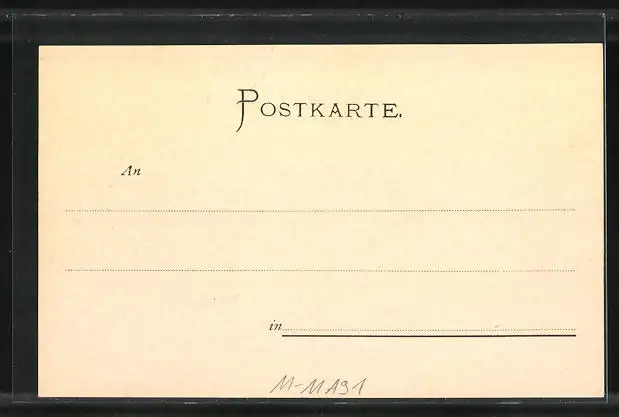 POSTKARTE.
An
in
M-MA91